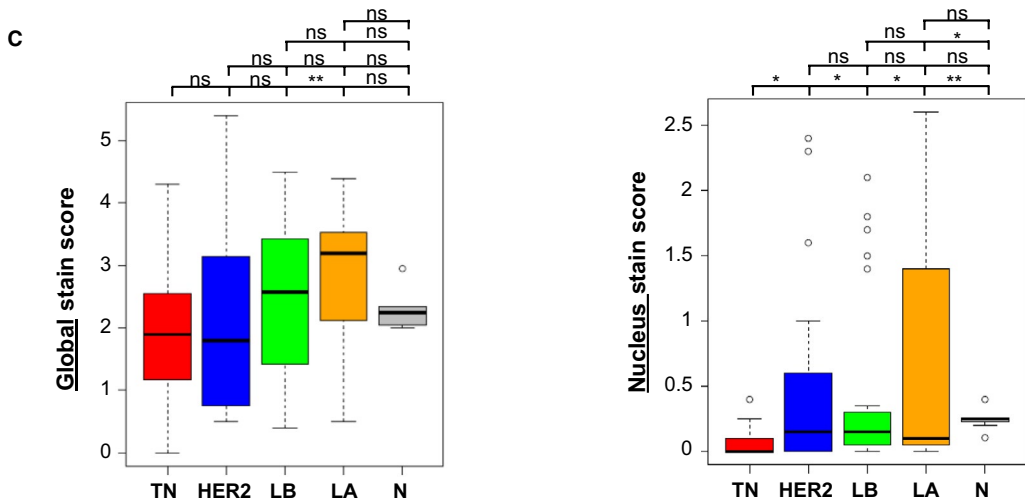 C
ns
ns ns
ns ns ns
ns ns ** ns
Global stain score
5
4
3
2
1
0
TN HER2 LB LA N
ns
ns *
ns ns ns
* * * **
Nucleus stain score
2.5
2
1.5
1
0.5
0
TN HER2 LB LA N